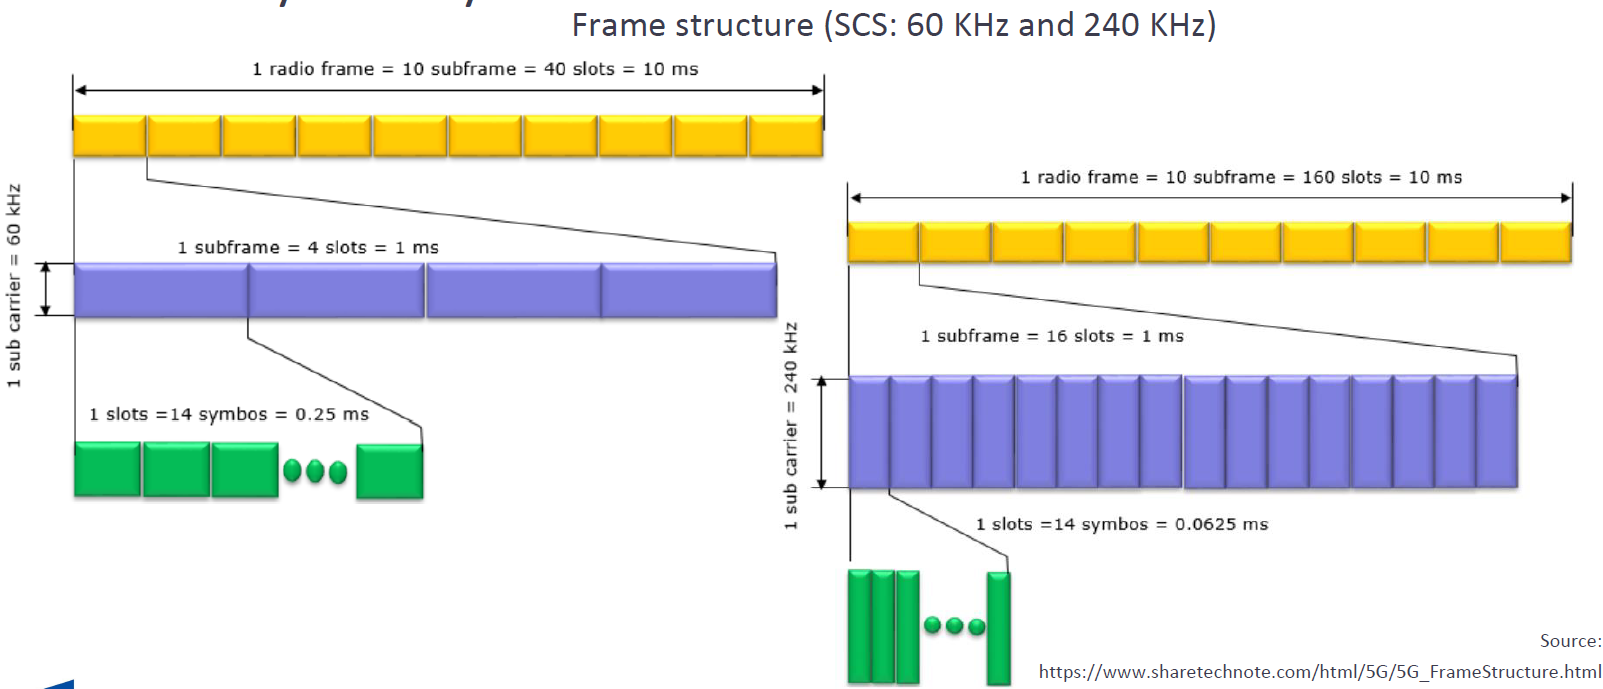 Frame structure (SCS: 60 KHz and 240 KHz)
1 radio frame = 10 subframe = 40 slots = 10 ms
1 sub carrier = 60 kHz
1 subframe = 4 slots = 1 ms
1 slots =14 symbos = 0.25 ms
1 radio frame = 10 subframe = 160 slots = 10 ms
1 sub carrier = 240 kHz
1 subframe = 16 slots = 1 ms
1 slots =14 symbos = 0.0625 ms
Source:
https://www.sharetechnote.com/html/5G/5G_FrameStructure.html